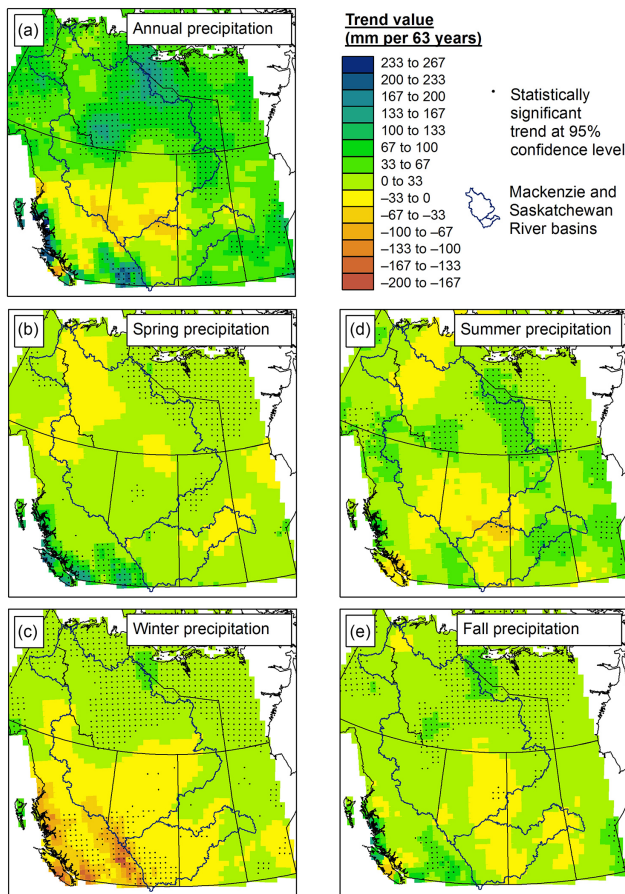 (a)
Annual precipitation
Trend value
(mm per 63 years)
233 to 267
200 to 233
167 to 200
133 to 167
100 to 133
67 to 100
33 to 67
0 to 33
−33 to 0
−67 to −33
−100 to −67
−133 to −100
−167 to −133
−200 to −167
Statistically
significant
trend at 95%
confidence level
Mackenzie and
Saskatchewan
River basins
(b)
Spring precipitation
(d)
Summer precipitation
(c)
Winter precipitation
(e)
Fall precipitation